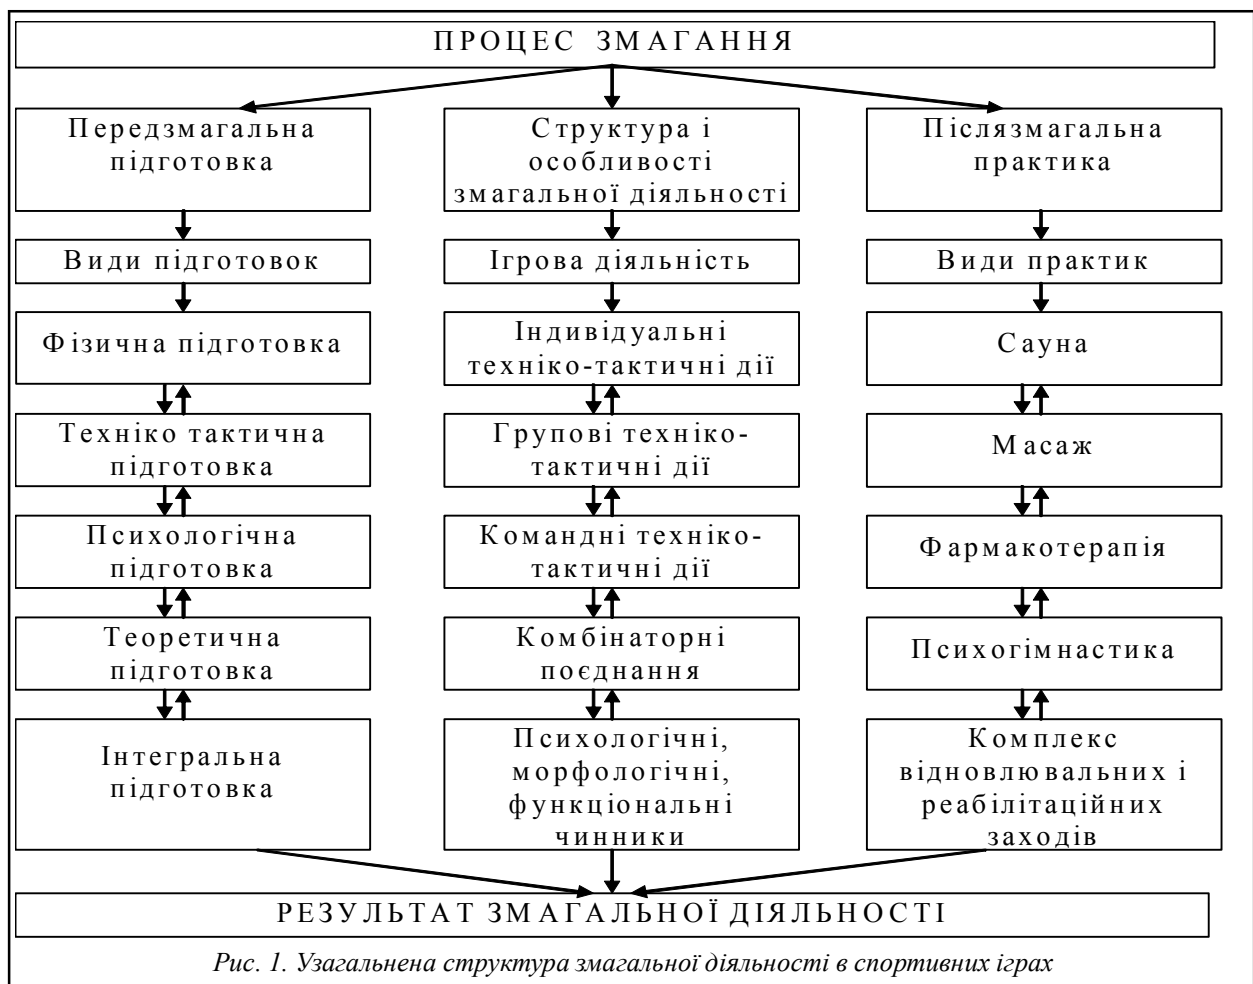 ПРОЦЕС ЗМАГАННЯ
Передзмагальна
підготовка
Структура і
особливості
змагальної діяльності
Післязмагальна
практика
Види підготовок
Ігрова діяльність
Види практик
Фізична підготовка
Індивідуальні
техніко-тактичні дії
Сауна
Техніко тактична
підготовка
Групові техніко-
тактичні дії
Масаж
Психологічна
підготовка
Командні техніко-
тактичні дії
Фармакотерапія
Теоретична
підготовка
Комбінаторні
поєднання
Психогімнастика
Інтегральна
підготовка
Психологічні,
морфологічні,
функціональні
чинники
Комплекс
відновлювальних і
реабілітаційних
заходів
РЕЗУЛЬТАТ ЗМАГАЛЬНОЇ ДІЯЛЬНОСТІ
Рис. 1. Узагальнена структура змагальної діяльності в спортивних іграх